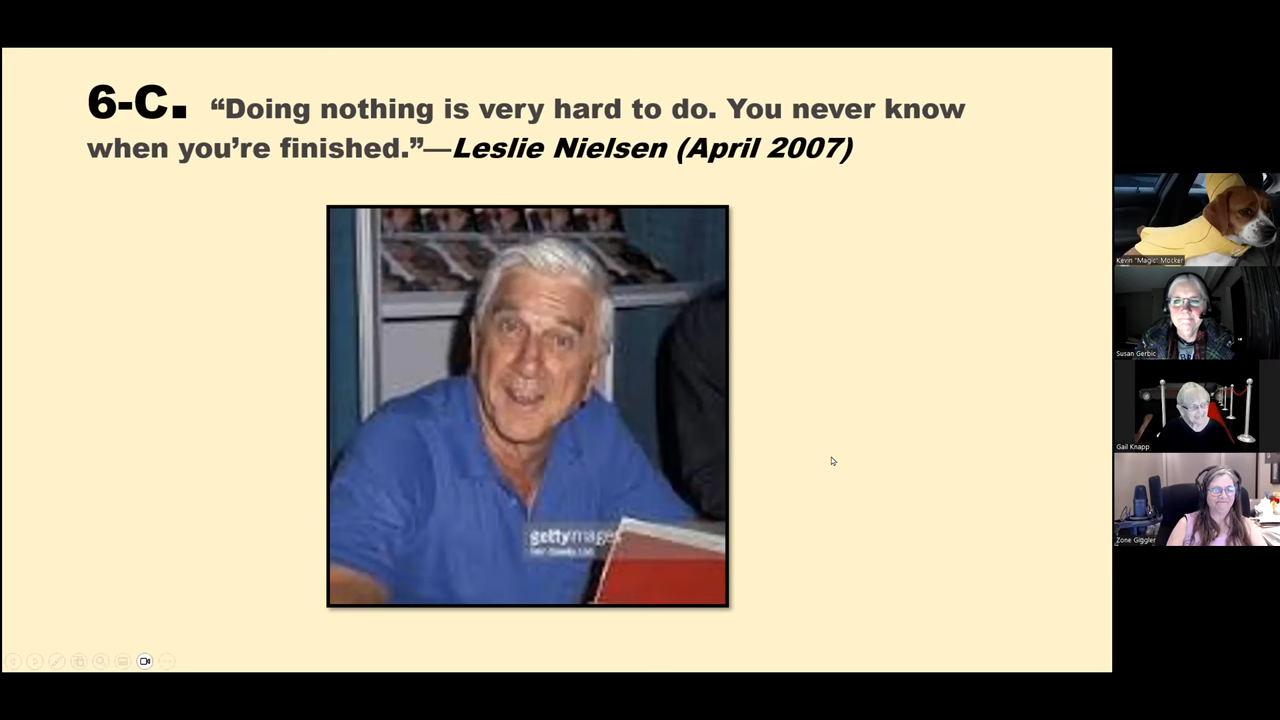 6-C. “Doing nothing is very hard to do. You never know
when you’re finished.”—Leslie Nielsen (April 2007)
gettyimages
Kevin "Magic" Mocker
Susan Gerbic
Gail Knapp
Zone Giggler